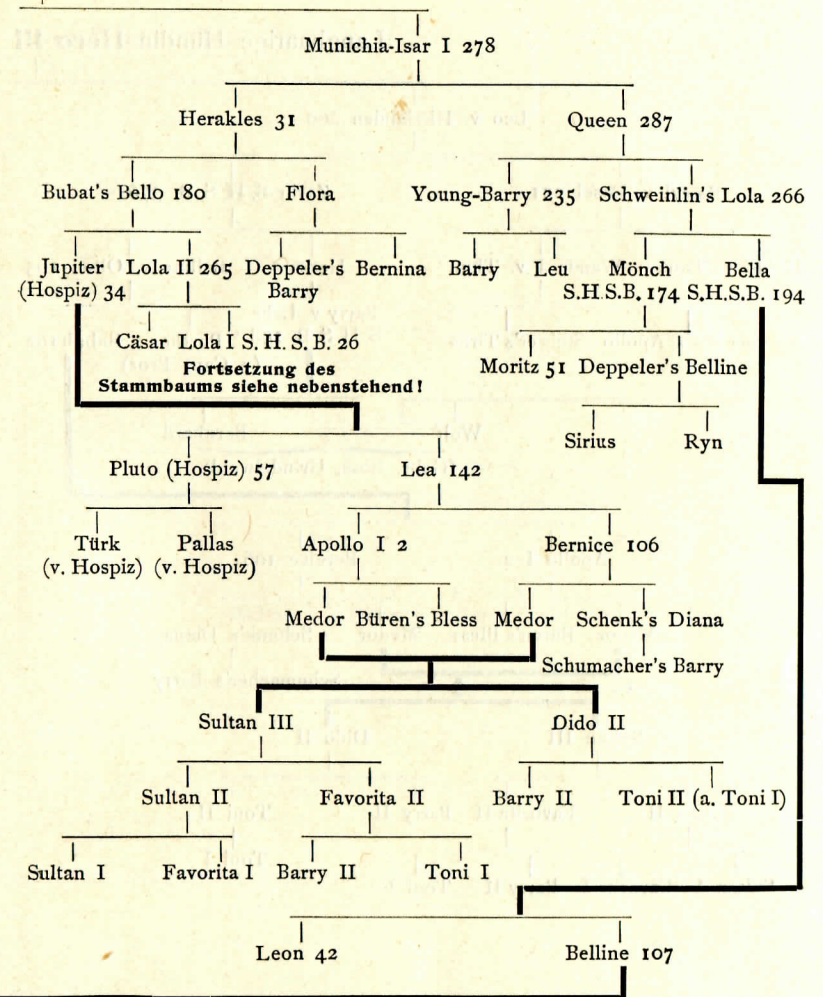 Munichia-Isar I 278
Herakles 31 Queen 287
Bubat's Bello 180 Flora Young-Barry 235 Schweinlin's Lola 266
Jupiter Lola II 265 Deppeler's Bernina Barry Leu Mönch Bella
(Hospiz) 34 Barry S.H.S.B. 174 S.H.S.B. 194
Cäsar Lola I S. H. S. B. 26
Fortsetzung des
Stammbaums siehe nebenstehend!
Moritz 51 Deppeler's Belline
Sirius Ryn
Pluto (Hospiz) 57 Lea 142
Türk Pallas Apollo I 2 Bernice 106
(v. Hospiz) (v. Hospiz)
Medor Büren's Bless Medor Schenk's Diana
Schumacher's Barry
Sultan III Dido II
Sultan II Favorita II Barry II Toni II (a. Toni I)
Sultan I Favorita I Barry II Toni I
Leon 42 Belline 107